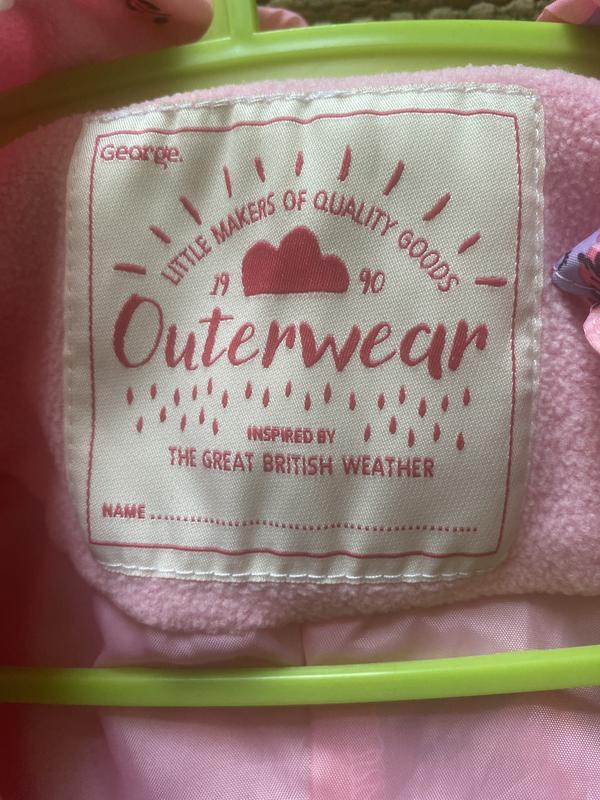 George.
LITTLE MAKERS OF QUALITY GOODS
19 90
Outerwear
INSPIRED BY
THE GREAT BRITISH WEATHER
NAME ........................................................